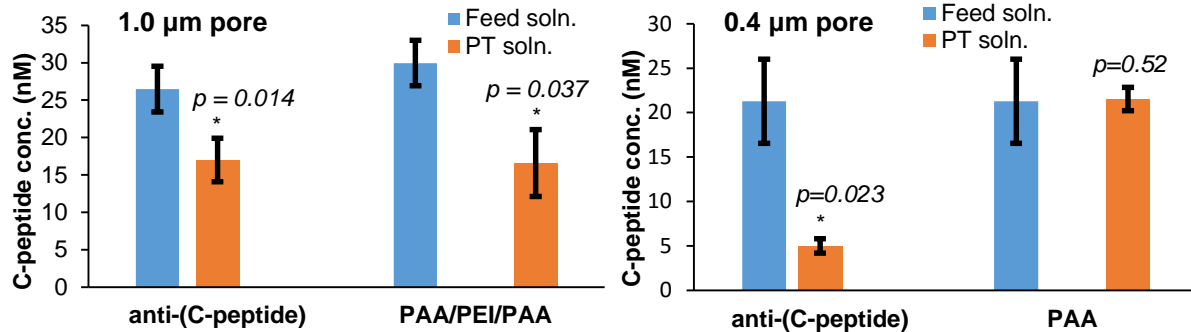 1.0 µm pore
Feed soln.
PT soln.
C-peptide conc. (nM)
35
30
25
20
15
10
5
0
p = 0.014
*
p = 0.037
*
anti-(C-peptide)
PAA/PEI/PAA
0.4 µm pore
Feed soln.
PT soln.
C-peptide conc. (nM)
30
25
20
15
10
5
0
p=0.023
*
p=0.52
anti-(C-peptide)
PAA